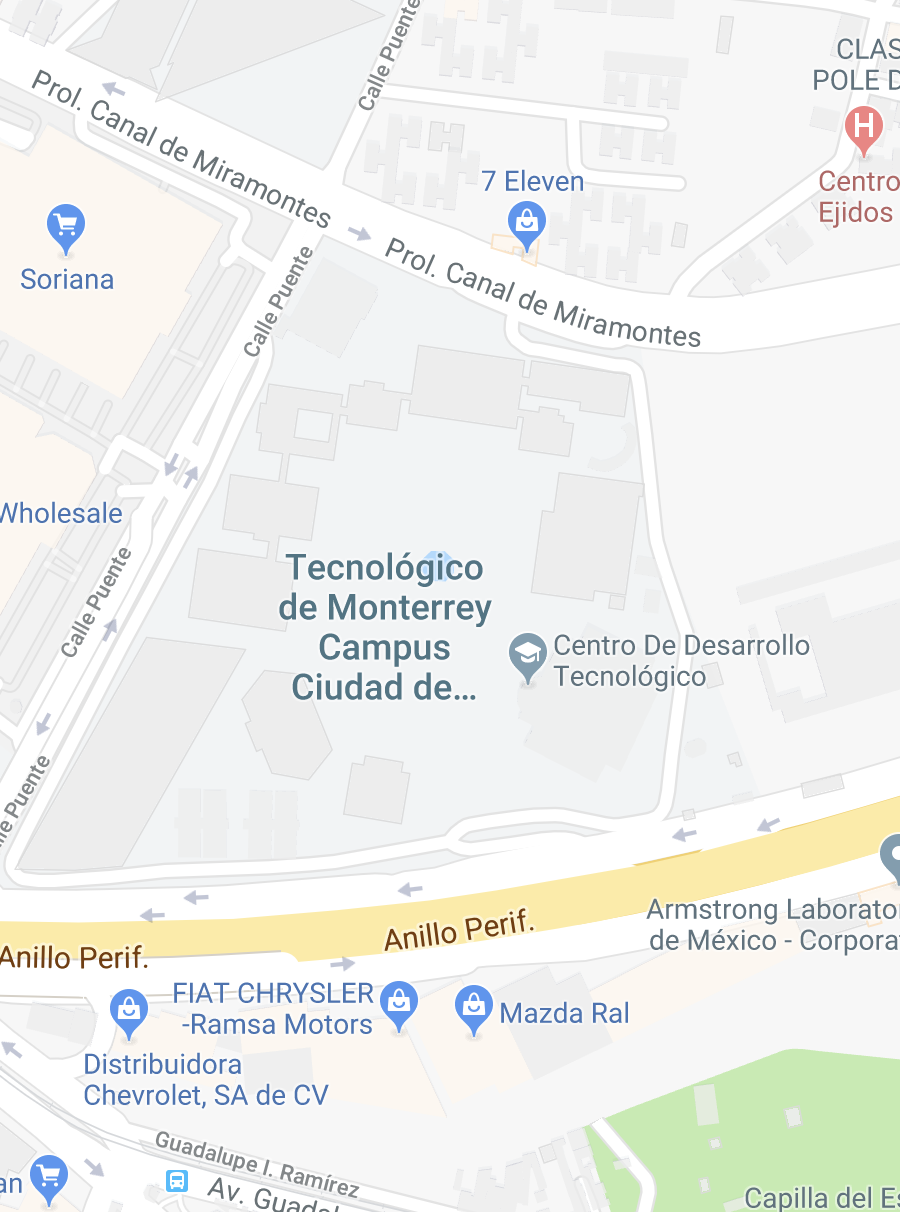 Calle Puente
CLAS
POLE D
Prol. Canal de Miramontes
7 Eleven
Centro
Ejidos
Soriana
Calle Puente
Prol. Canal de Miramontes
Wholesale
Calle Puente
Tecnológico
de Monterrey
Campus
Ciudad de...
Centro De Desarrollo
Tecnológico
lle Puente
Armstrong Laborator
de México - Corporat
Anillo Perif.
Anillo Perif.
FIAT CHRYSLER
-Ramsa Motors
Mazda Ral
Distribuidora
Chevrolet, SA de CV
Guadalupe I. Ramírez
an
Av. Guadal
Capilla del Es